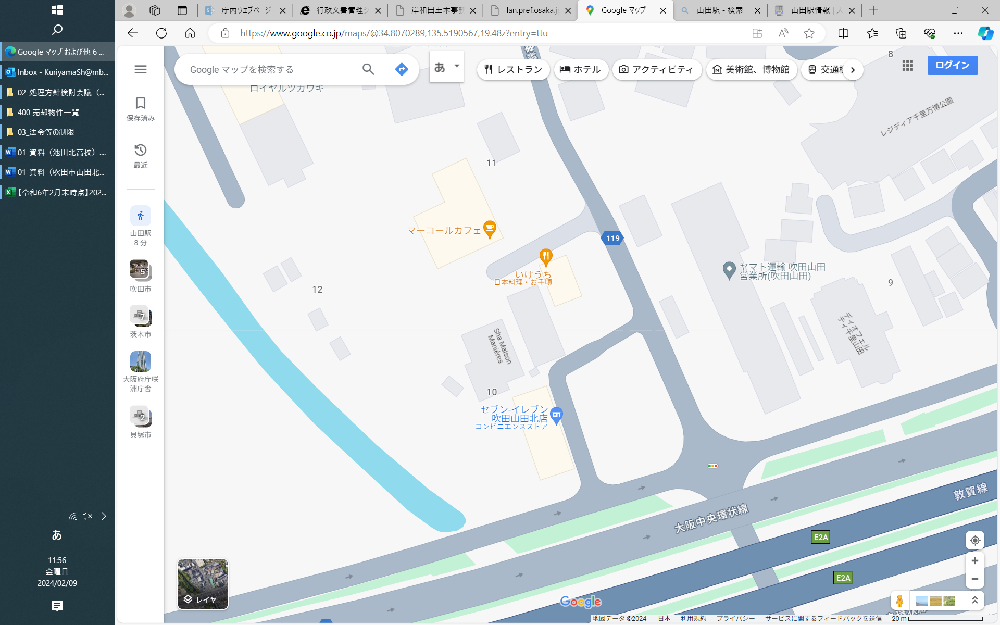 庁内ウェブページ
行政文書管理シ
岸和田土木事務
lan.pref.osaka.j
Google マップ
山田駅 - 検索
山田駅情報 | 大
https://www.google.co.jp/maps/@34.8070289,135.5190567,19.48z?entry=ttu
Google マップ および他 6 ...
Inbox - KuriyamaSh@mb...
02_処理方針検討会議（...
400 売却物件一覧
03_法令等の制限
01_資料（池田北高校）....
01_資料（吹田市山田北...
【令和6年2月末時点】202...
あ
11:56
金曜日
2024/02/09
保存済み
最近
山田駅
8 分
5
吹田市
7
茨木市
大阪府庁咲
洲庁舎
2
貝塚市
Google マップを検索する
あ
レストラン
ホテル
アクティビティ
美術館、博物館
交通機
ログイン
ロイヤルツカワキ
8
レジディア千里万博公園
11
マーコールカフェ
119
いけうち
日本料理・お手頃
ヤマト運輸 吹田山田
営業所(吹田山田)
9
12
Sha Maison
Maniéres
ディオフェル
ティ千里山田
10
セブン-イレブン
吹田山田北店
コンビニエンスストア
敦賀線
大阪中央環状線
E2A
E2A
レイヤ
Google
地図データ ©2024
日本
利用規約
プライバシー
サービスに関するフィードバックを送信
20 m